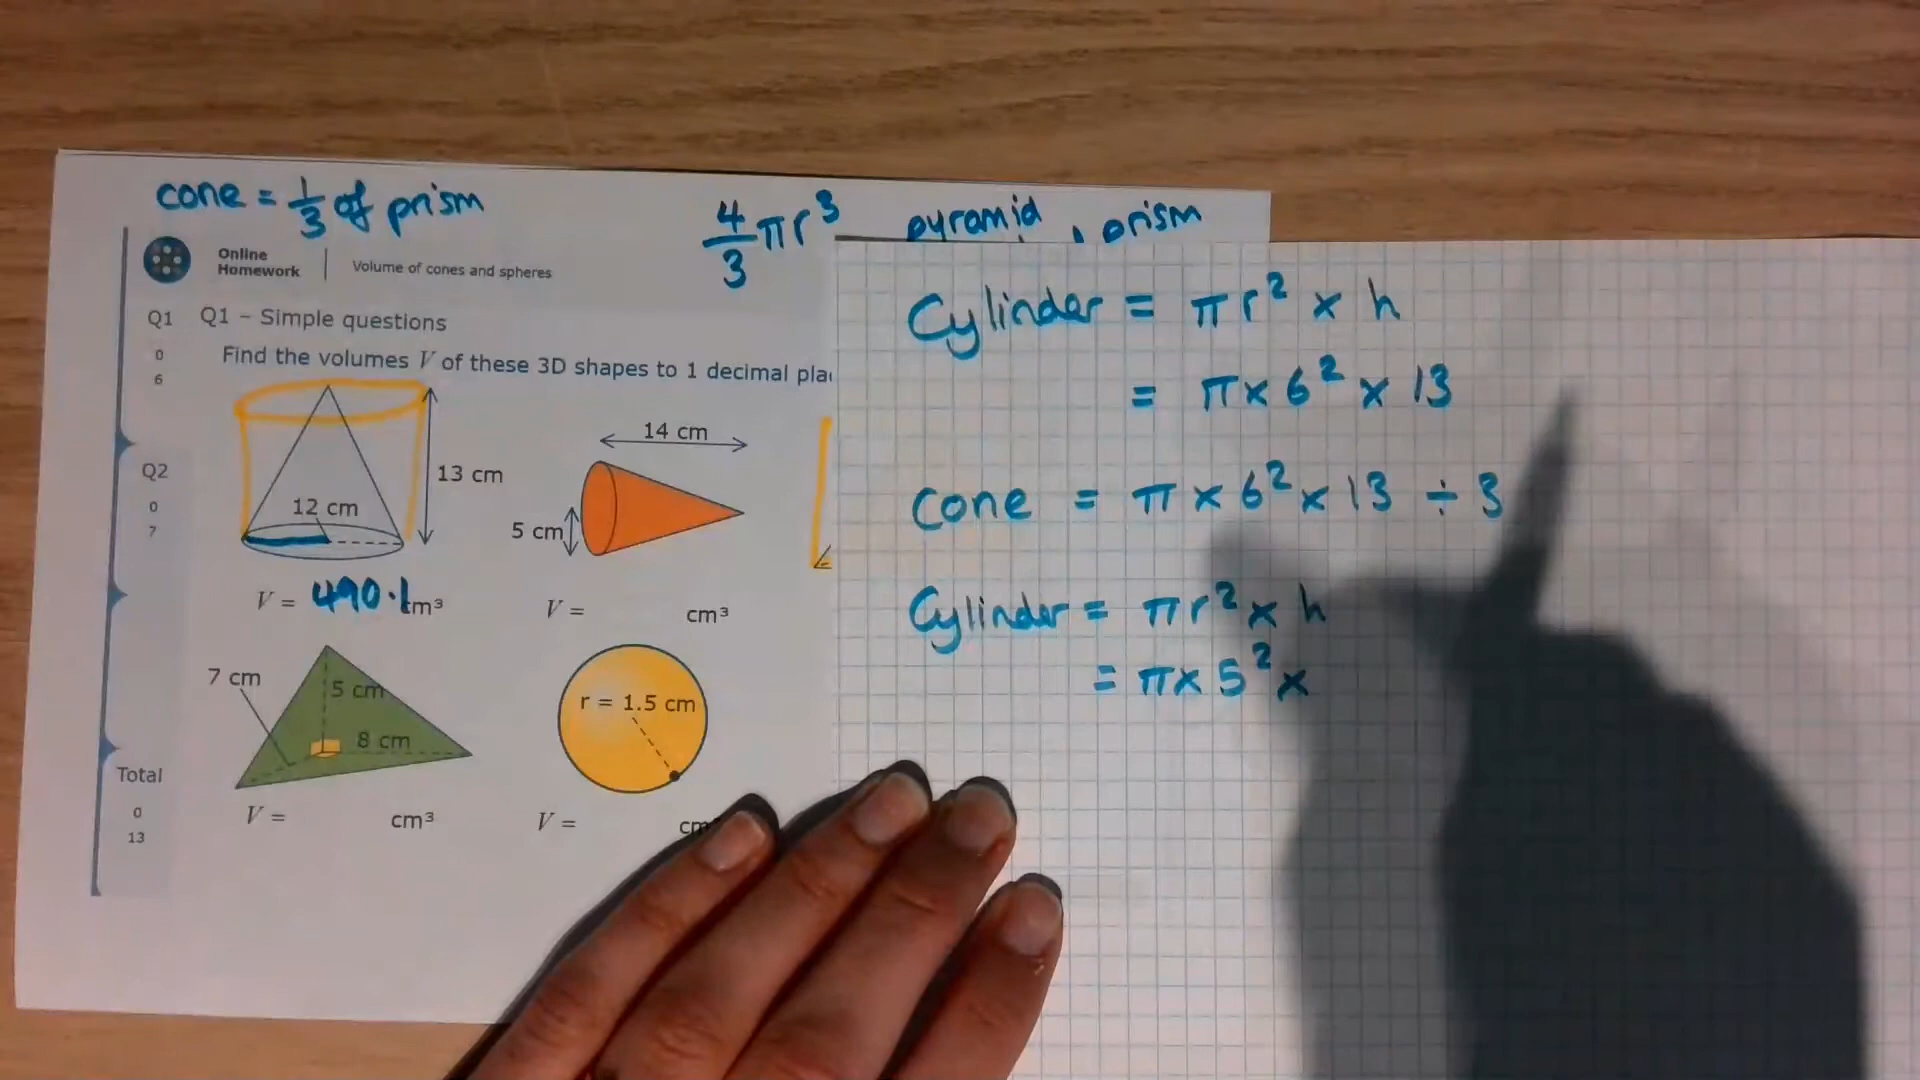 cone = 1/3 of prism
4/3 πr³
pyramid
prism
Online
Homework
Volume of cones and spheres
Q1
0
6
Q2
0
7
Total
0
13
Q1 – Simple questions
Find the volumes V of these 3D shapes to 1 decimal
12 cm
13 cm
V = 490.1 cm³
14 cm
5 cm
V = cm³
7 cm
5 cm
8 cm
V = cm³
r = 1.5 cm
V =
Cylinder = πr² × h
= π × 6² × 13
Cone = π × 6² × 13 ÷ 3
Cylinder = πr² × h
= π × 5² ×